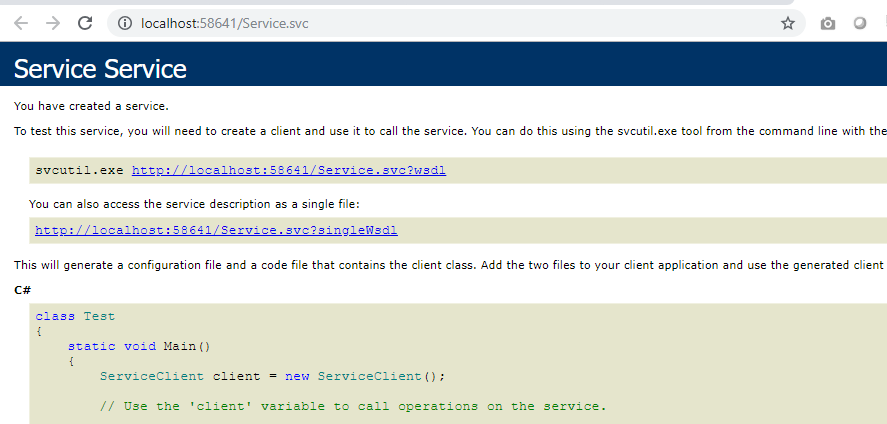 localhost:58641/Service.svc
Service Service
You have created a service.
To test this service, you will need to create a client and use it to call the service. You can do this using the svcutil.exe tool from the command line with the
svcutil.exe http://localhost:58641/Service.svc?wsdl
You can also access the service description as a single file:
http://localhost:58641/Service.svc?singleWsdl
This will generate a configuration file and a code file that contains the client class. Add the two files to your client application and use the generated client
C#
class Test
{
static void Main()
{
ServiceClient client = new ServiceClient();
// Use the 'client' variable to call operations on the service.